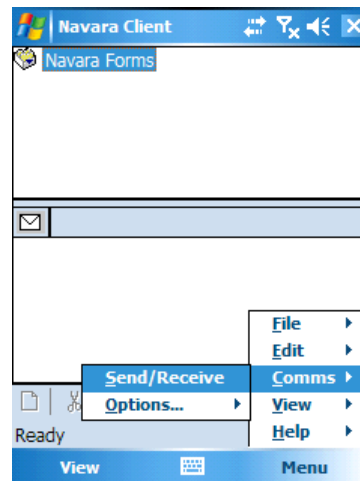 Navara Client
Navara Forms
File
Edit
Send/Receive
Comms
Options...
View
Ready
Help
View
Menu